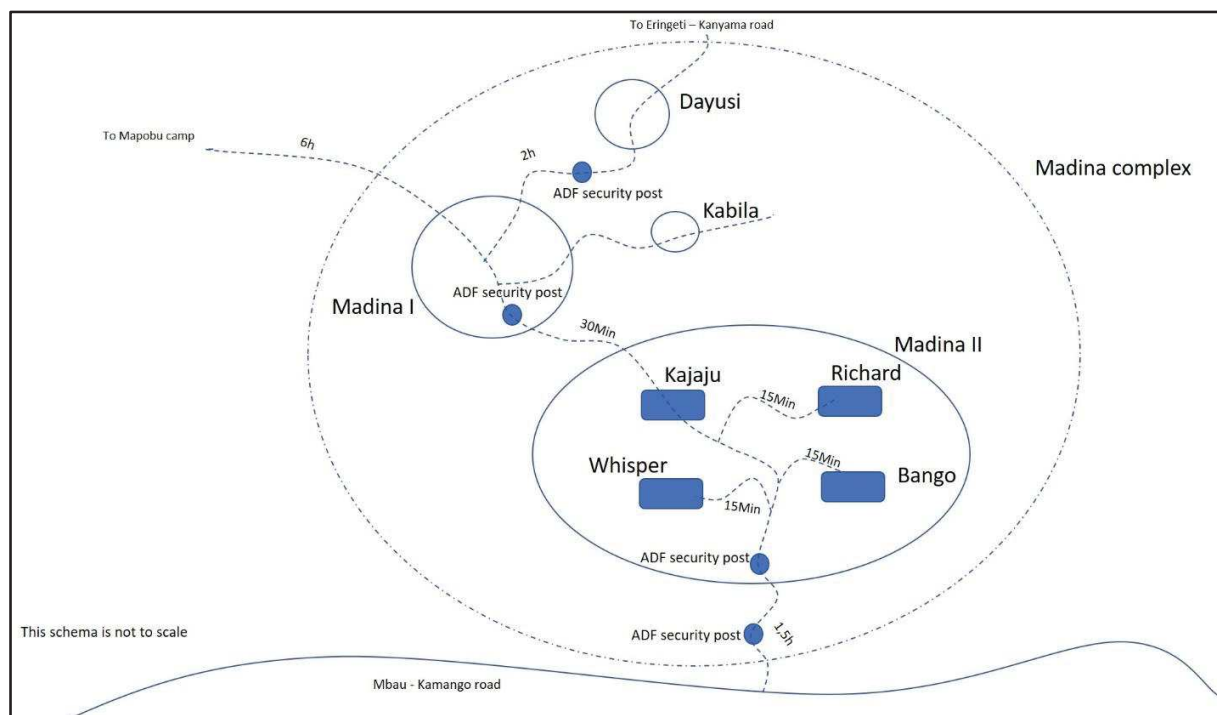 To Eringeti – Kanyama road
Dayusi
To Mapobu camp
6h
2h
ADF security post
Madina complex
Kabila
ADF security post
Madina I
30Min
Madina II
Kajaju
Richard
15Min
Whisper
15Min
Bango
15Min
ADF security post
This schema is not to scale
ADF security post
1,5h
Mbau - Kamango road